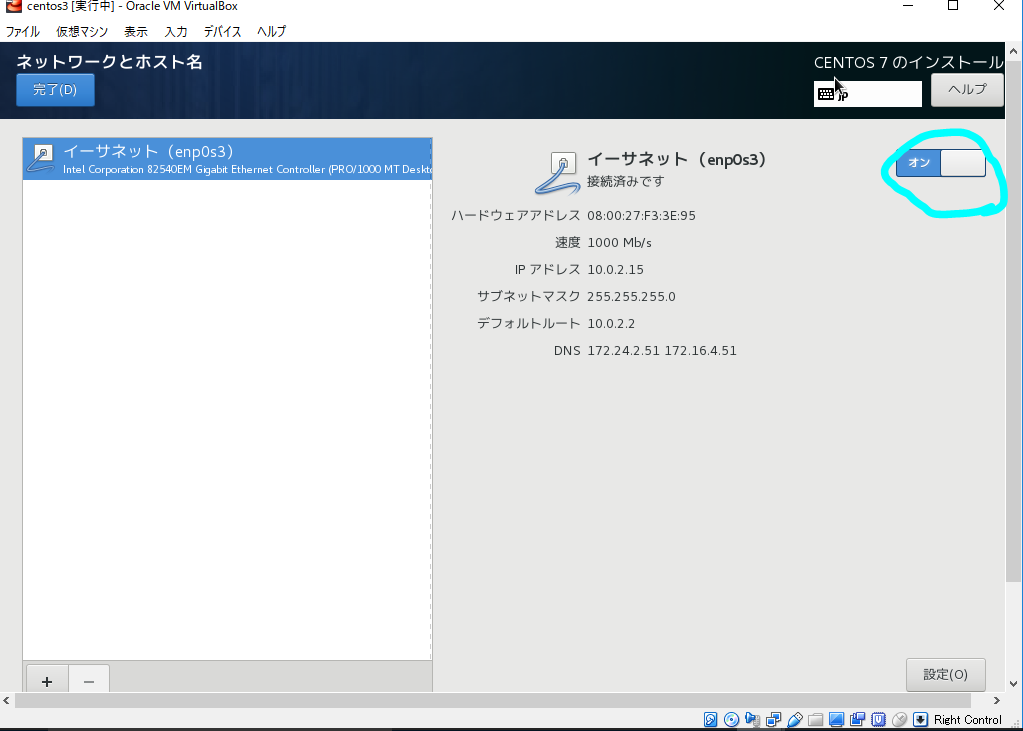 centos3 [実行中] - Oracle VM VirtualBox
ファイル 仮想マシン 表示 入力 デバイス ヘルプ
ネットワークとホスト名
CENTOS 7 のインストール
完了(D)
jp
ヘルプ
イーサネット（enp0s3）
Intel Corporation 82540EM Gigabit Ethernet Controller (PRO/1000 MT Deskto
イーサネット（enp0s3）
接続済みです
オン
ハードウェアアドレス 08:00:27:F3:3E:95
速度 1000 Mb/s
IP アドレス 10.0.2.15
サブネットマスク 255.255.255.0
デフォルトルート 10.0.2.2
DNS 172.24.2.51 172.16.4.51
+ −
設定(O)
Right Control